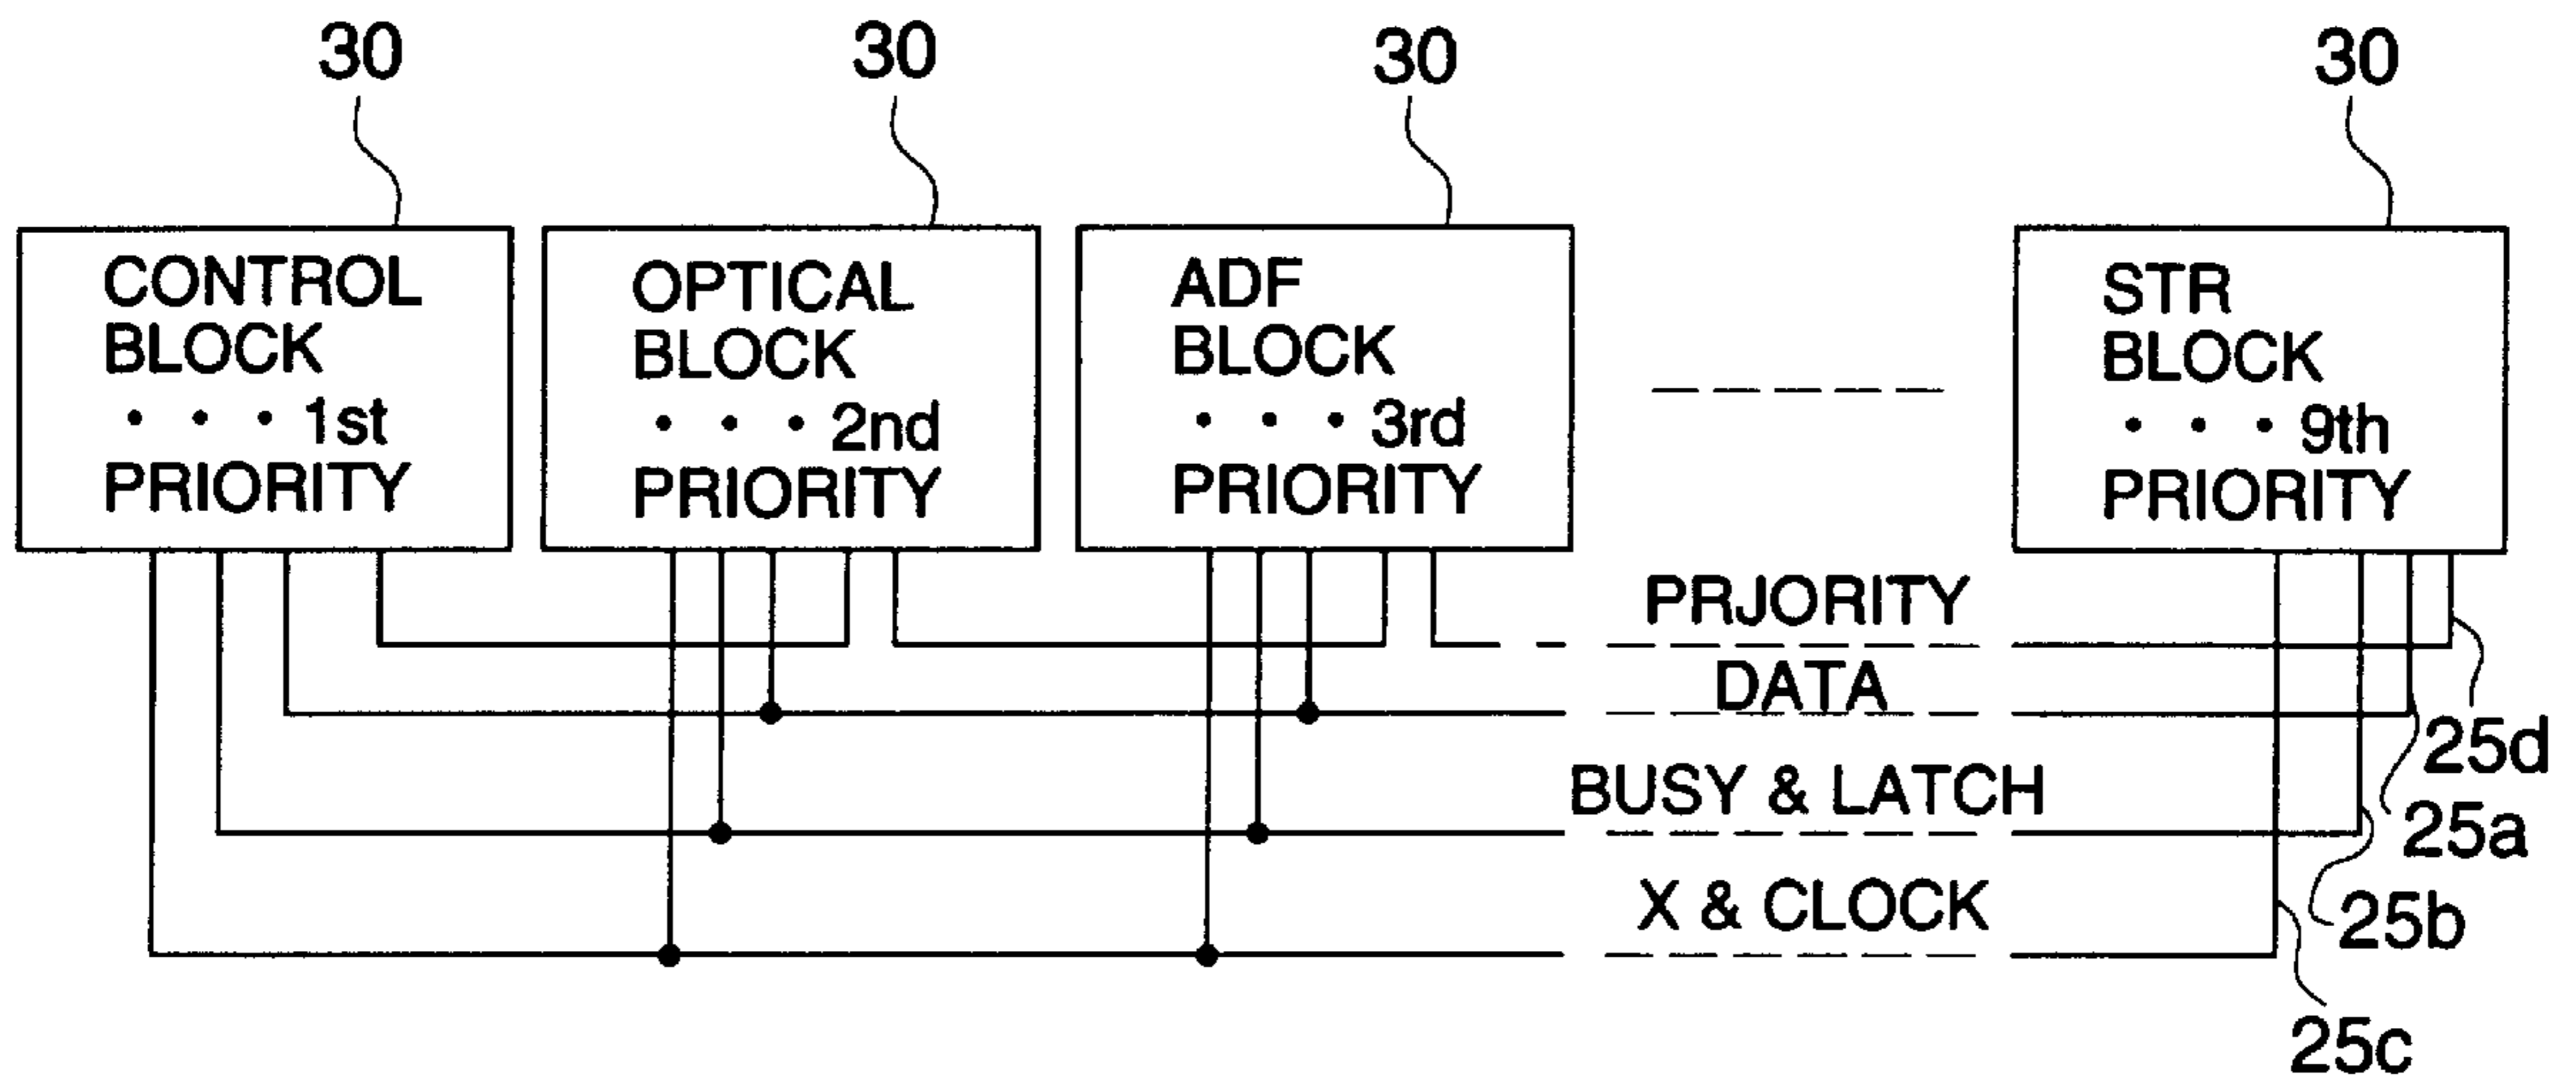 30
30
30
30
CONTROL
BLOCK
· · · 1st
PRIORITY
OPTICAL
BLOCK
· · · 2nd
PRIORITY
ADF
BLOCK
· · · 3rd
PRIORITY
STR
BLOCK
· · · 9th
PRIORITY
PRJORITY
DATA
BUSY & LATCH
X & CLOCK
25d
25a
25b
25c